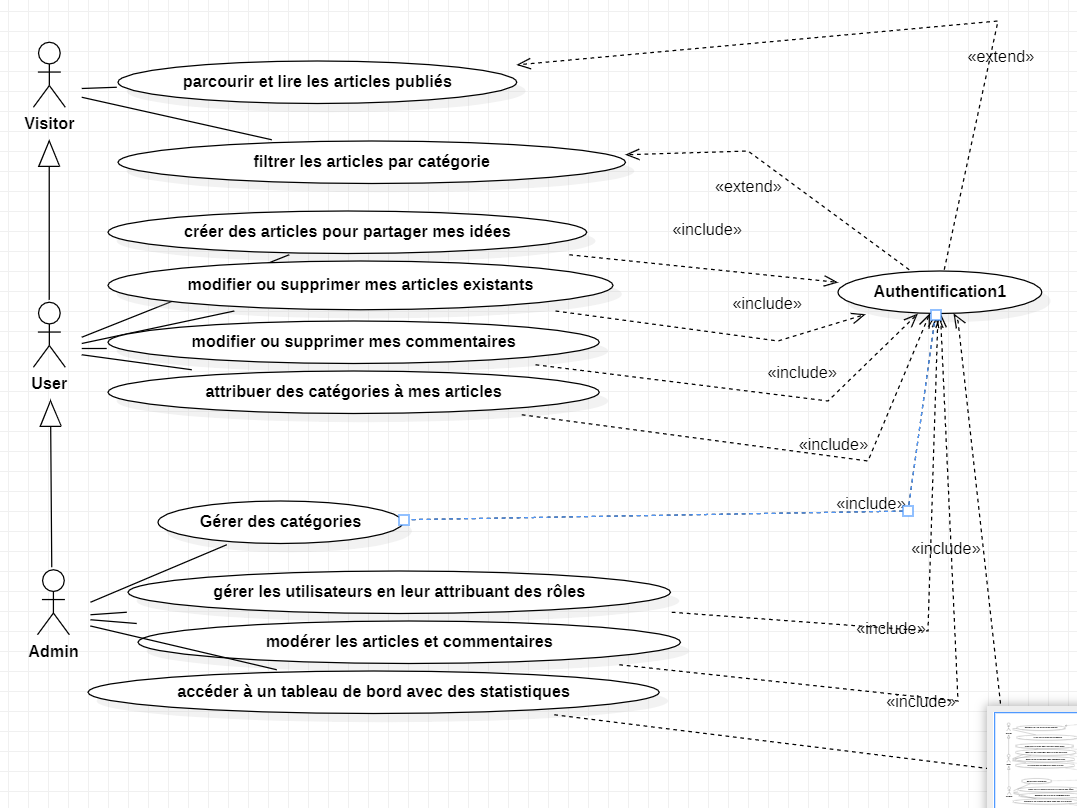 «extend»
parcourir et lire les articles publiés
Visitor
filtrer les articles par catégorie
«extend»
créer des articles pour partager mes idées
«include»
modifier ou supprimer mes articles existants
Authentification1
«include»
modifier ou supprimer mes commentaires
«include»
User
attribuer des catégories à mes articles
«include»
«include»
Gérer des catégories
«include»
gérer les utilisateurs en leur attribuant des rôles
«include»
modérer les articles et commentaires
Admin
accéder à un tableau de bord avec des statistiques
«include»